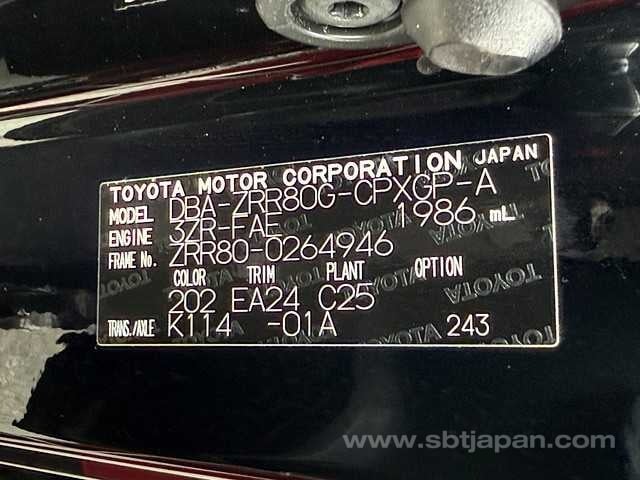 TOYOTA MOTOR CORPORATION JAPAN
MODEL DBA-ZRR80G-CPXGP-A
ENGINE 3ZR-FAE 1986 mL
FRAME No. ZRR80-0264946
COLOR TRIM PLANT OPTION
202 EA24 C25
TRANS./AXLE K114 -01A 243
www.sbtjapan.com